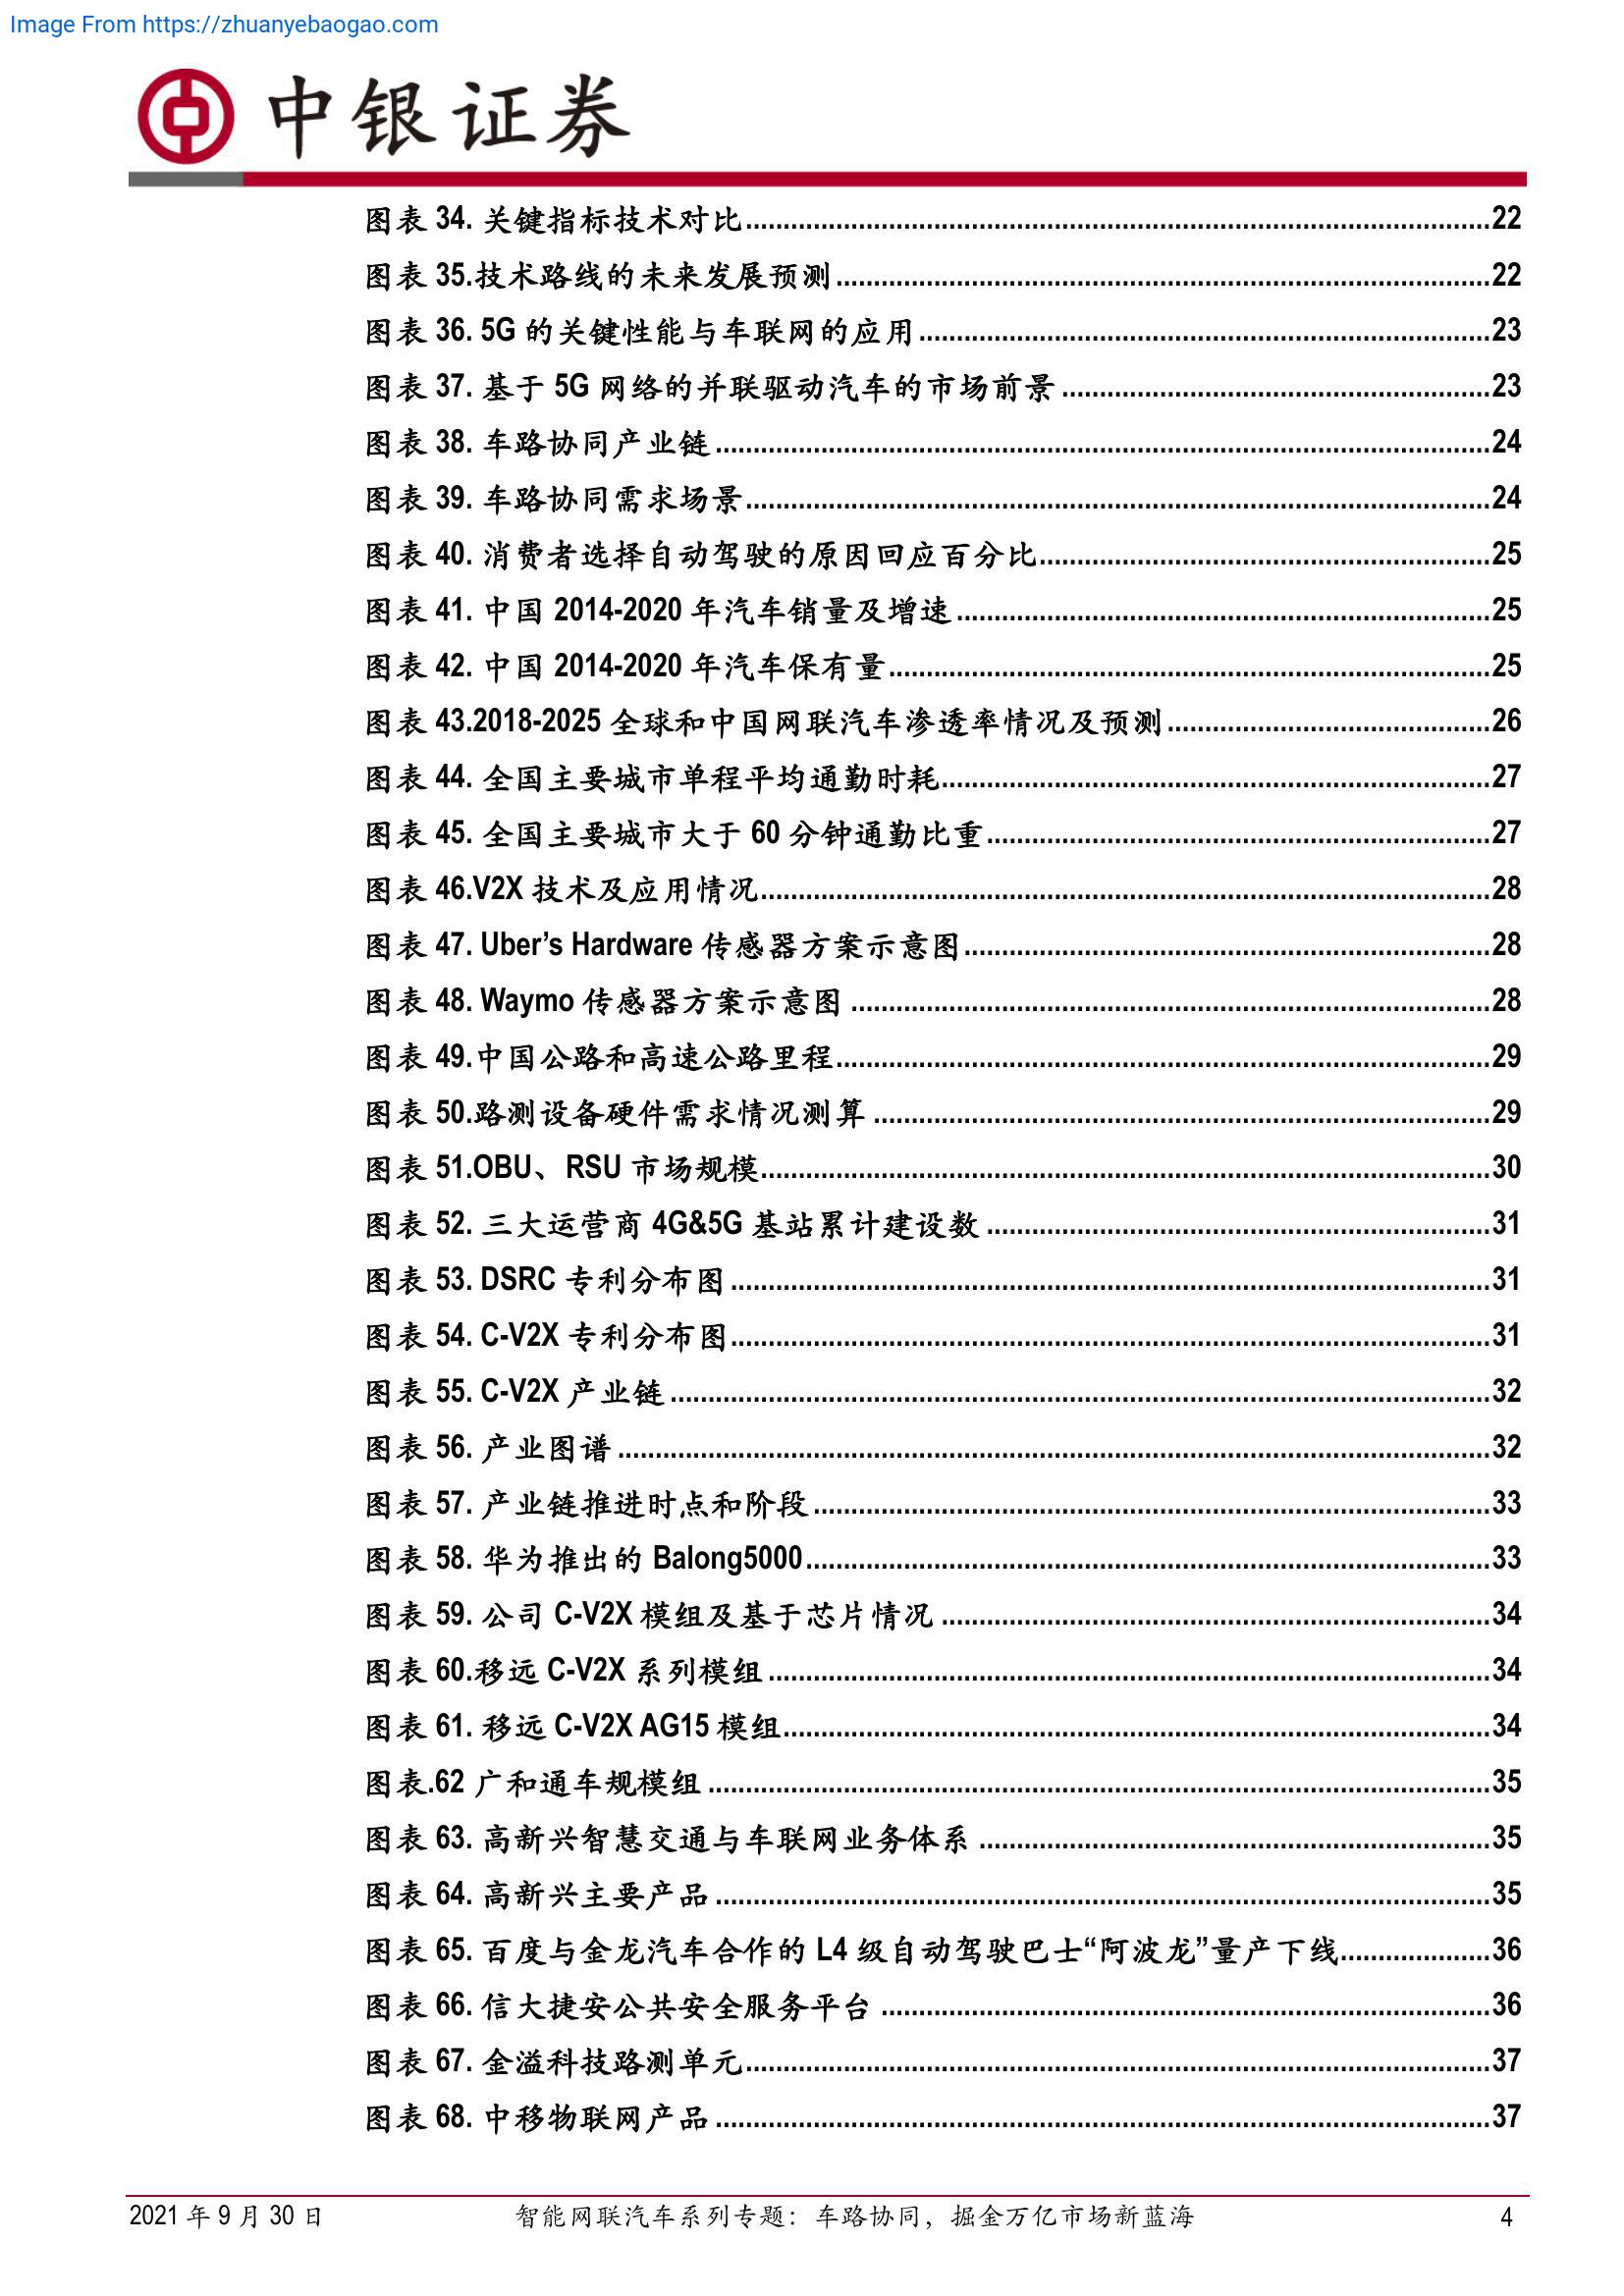 Image From https://zhuanyebaogao.com
中银证券
图表 34. 关键指标技术对比....................22
图表 35.技术路线的未来发展预测....................22
图表 36. 5G 的关键性能与车联网的应用....................23
图表 37. 基于 5G 网络的并联驱动汽车的市场前景....................23
图表 38. 车路协同产业链....................24
图表 39. 车路协同需求场景....................24
图表 40. 消费者选择自动驾驶的原因回应百分比....................25
图表 41. 中国 2014-2020 年汽车销量及增速....................25
图表 42. 中国 2014-2020 年汽车保有量....................25
图表 43.2018-2025 全球和中国网联汽车渗透率情况及预测....................26
图表 44. 全国主要城市单程平均通勤时耗....................27
图表 45. 全国主要城市大于 60 分钟通勤比重....................27
图表 46.V2X 技术及应用情况....................28
图表 47. Uber’s Hardware 传感器方案示意图....................28
图表 48. Waymo 传感器方案示意图....................28
图表 49.中国公路和高速公路里程....................29
图表 50.路测设备硬件需求情况测算....................29
图表 51.OBU、RSU 市场规模....................30
图表 52. 三大运营商 4G&5G 基站累计建设数....................31
图表 53. DSRC 专利分布图....................31
图表 54. C-V2X 专利分布图....................31
图表 55. C-V2X 产业链....................32
图表 56. 产业图谱....................32
图表 57. 产业链推进时点和阶段....................33
图表 58. 华为推出的 Balong5000....................33
图表 59. 公司 C-V2X 模组及基于芯片情况....................34
图表 60.移远 C-V2X 系列模组....................34
图表 61. 移远 C-V2X AG15 模组....................34
图表.62 广和通车规模组....................35
图表 63. 高新兴智慧交通与车联网业务体系....................35
图表 64. 高新兴主要产品....................35
图表 65. 百度与金龙汽车合作的 L4 级自动驾驶巴士“阿波龙”量产下线....................36
图表 66. 信大捷安公共安全服务平台....................36
图表 67. 金溢科技路测单元....................37
图表 68. 中移物联网产品....................37
2021 年 9 月 30 日 智能网联汽车系列专题：车路协同，掘金万亿市场新蓝海 4